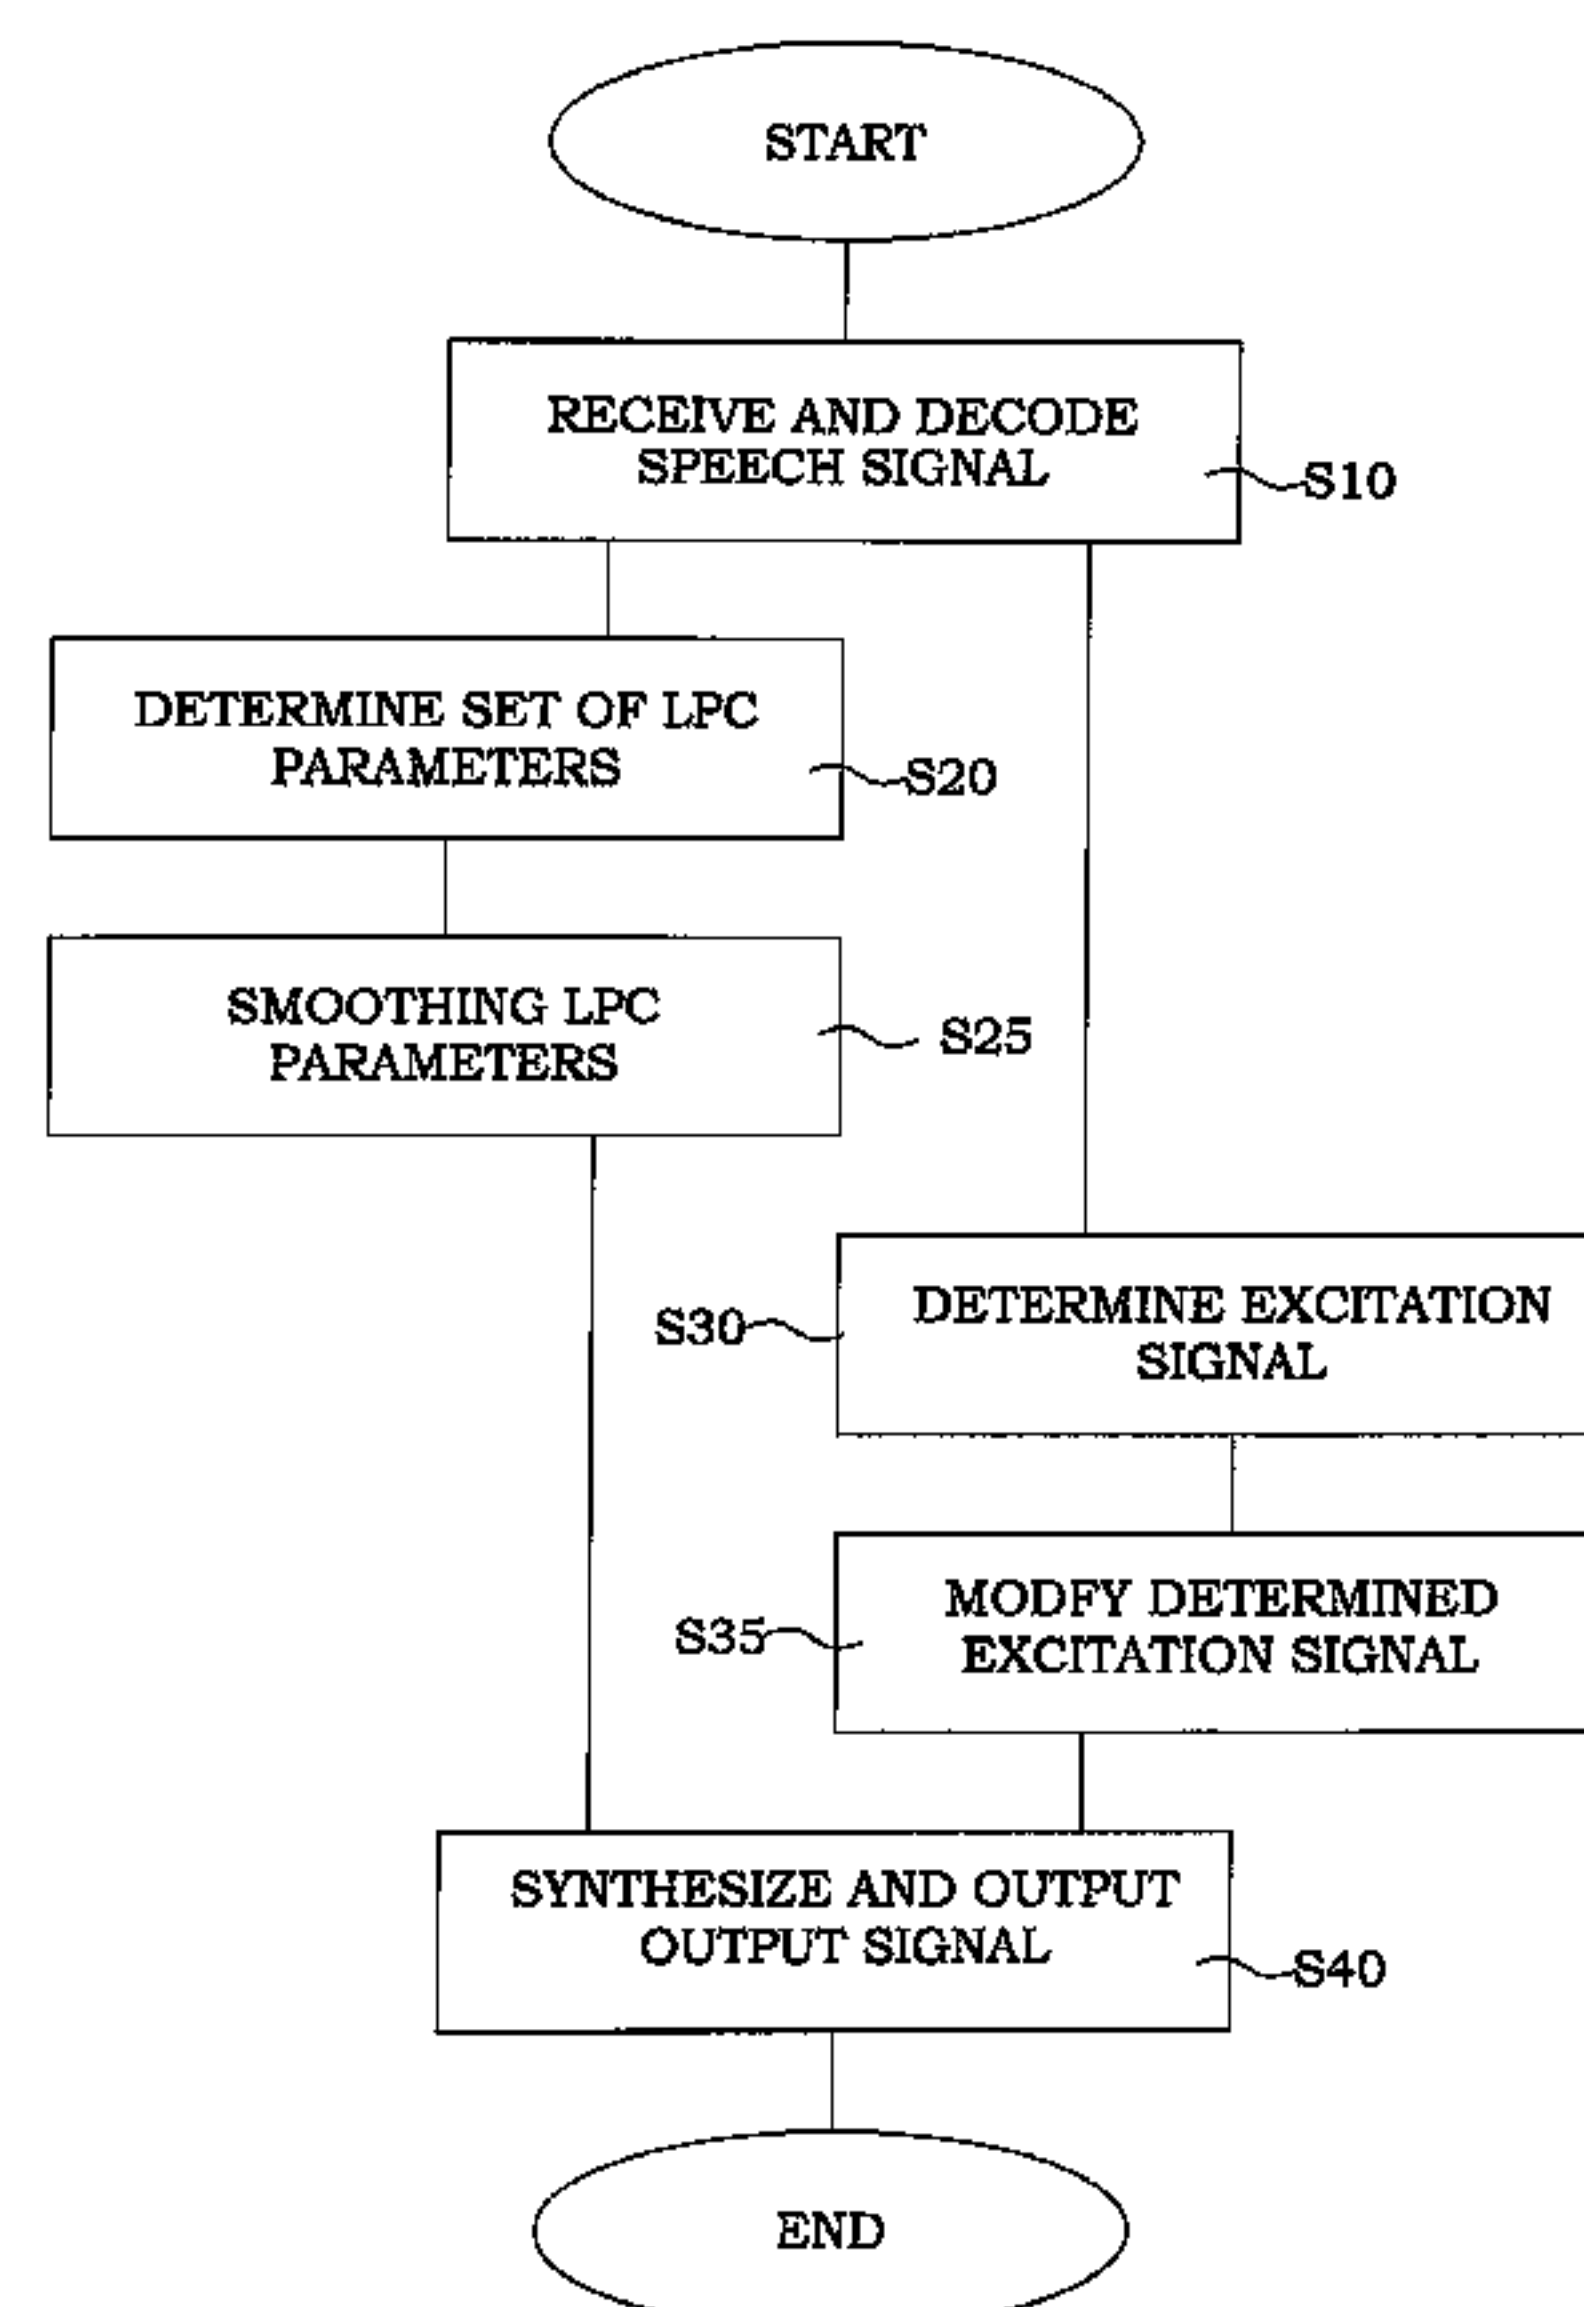 START
RECEIVE AND DECODE
SPEECH SIGNAL
S10
DETERMINE SET OF LPC
PARAMETERS
S20
SMOOTHING LPC
PARAMETERS
S25
S30
DETERMINE EXCITATION
SIGNAL
S35
MODFY DETERMINED
EXCITATION SIGNAL
SYNTHESIZE AND OUTPUT
OUTPUT SIGNAL
S40
END